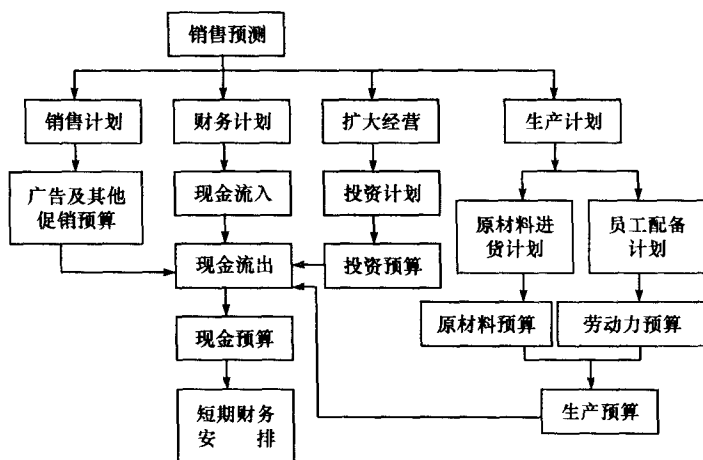 销售预测
销售计划
财务计划
扩大经营
生产计划
广告及其他
促销预算
现金流入
投资计划
原材料进
货计划
员工配备
计划
现金流出
投资预算
现金预算
原材料预算
劳动力预算
短期财务
安 排
生产预算